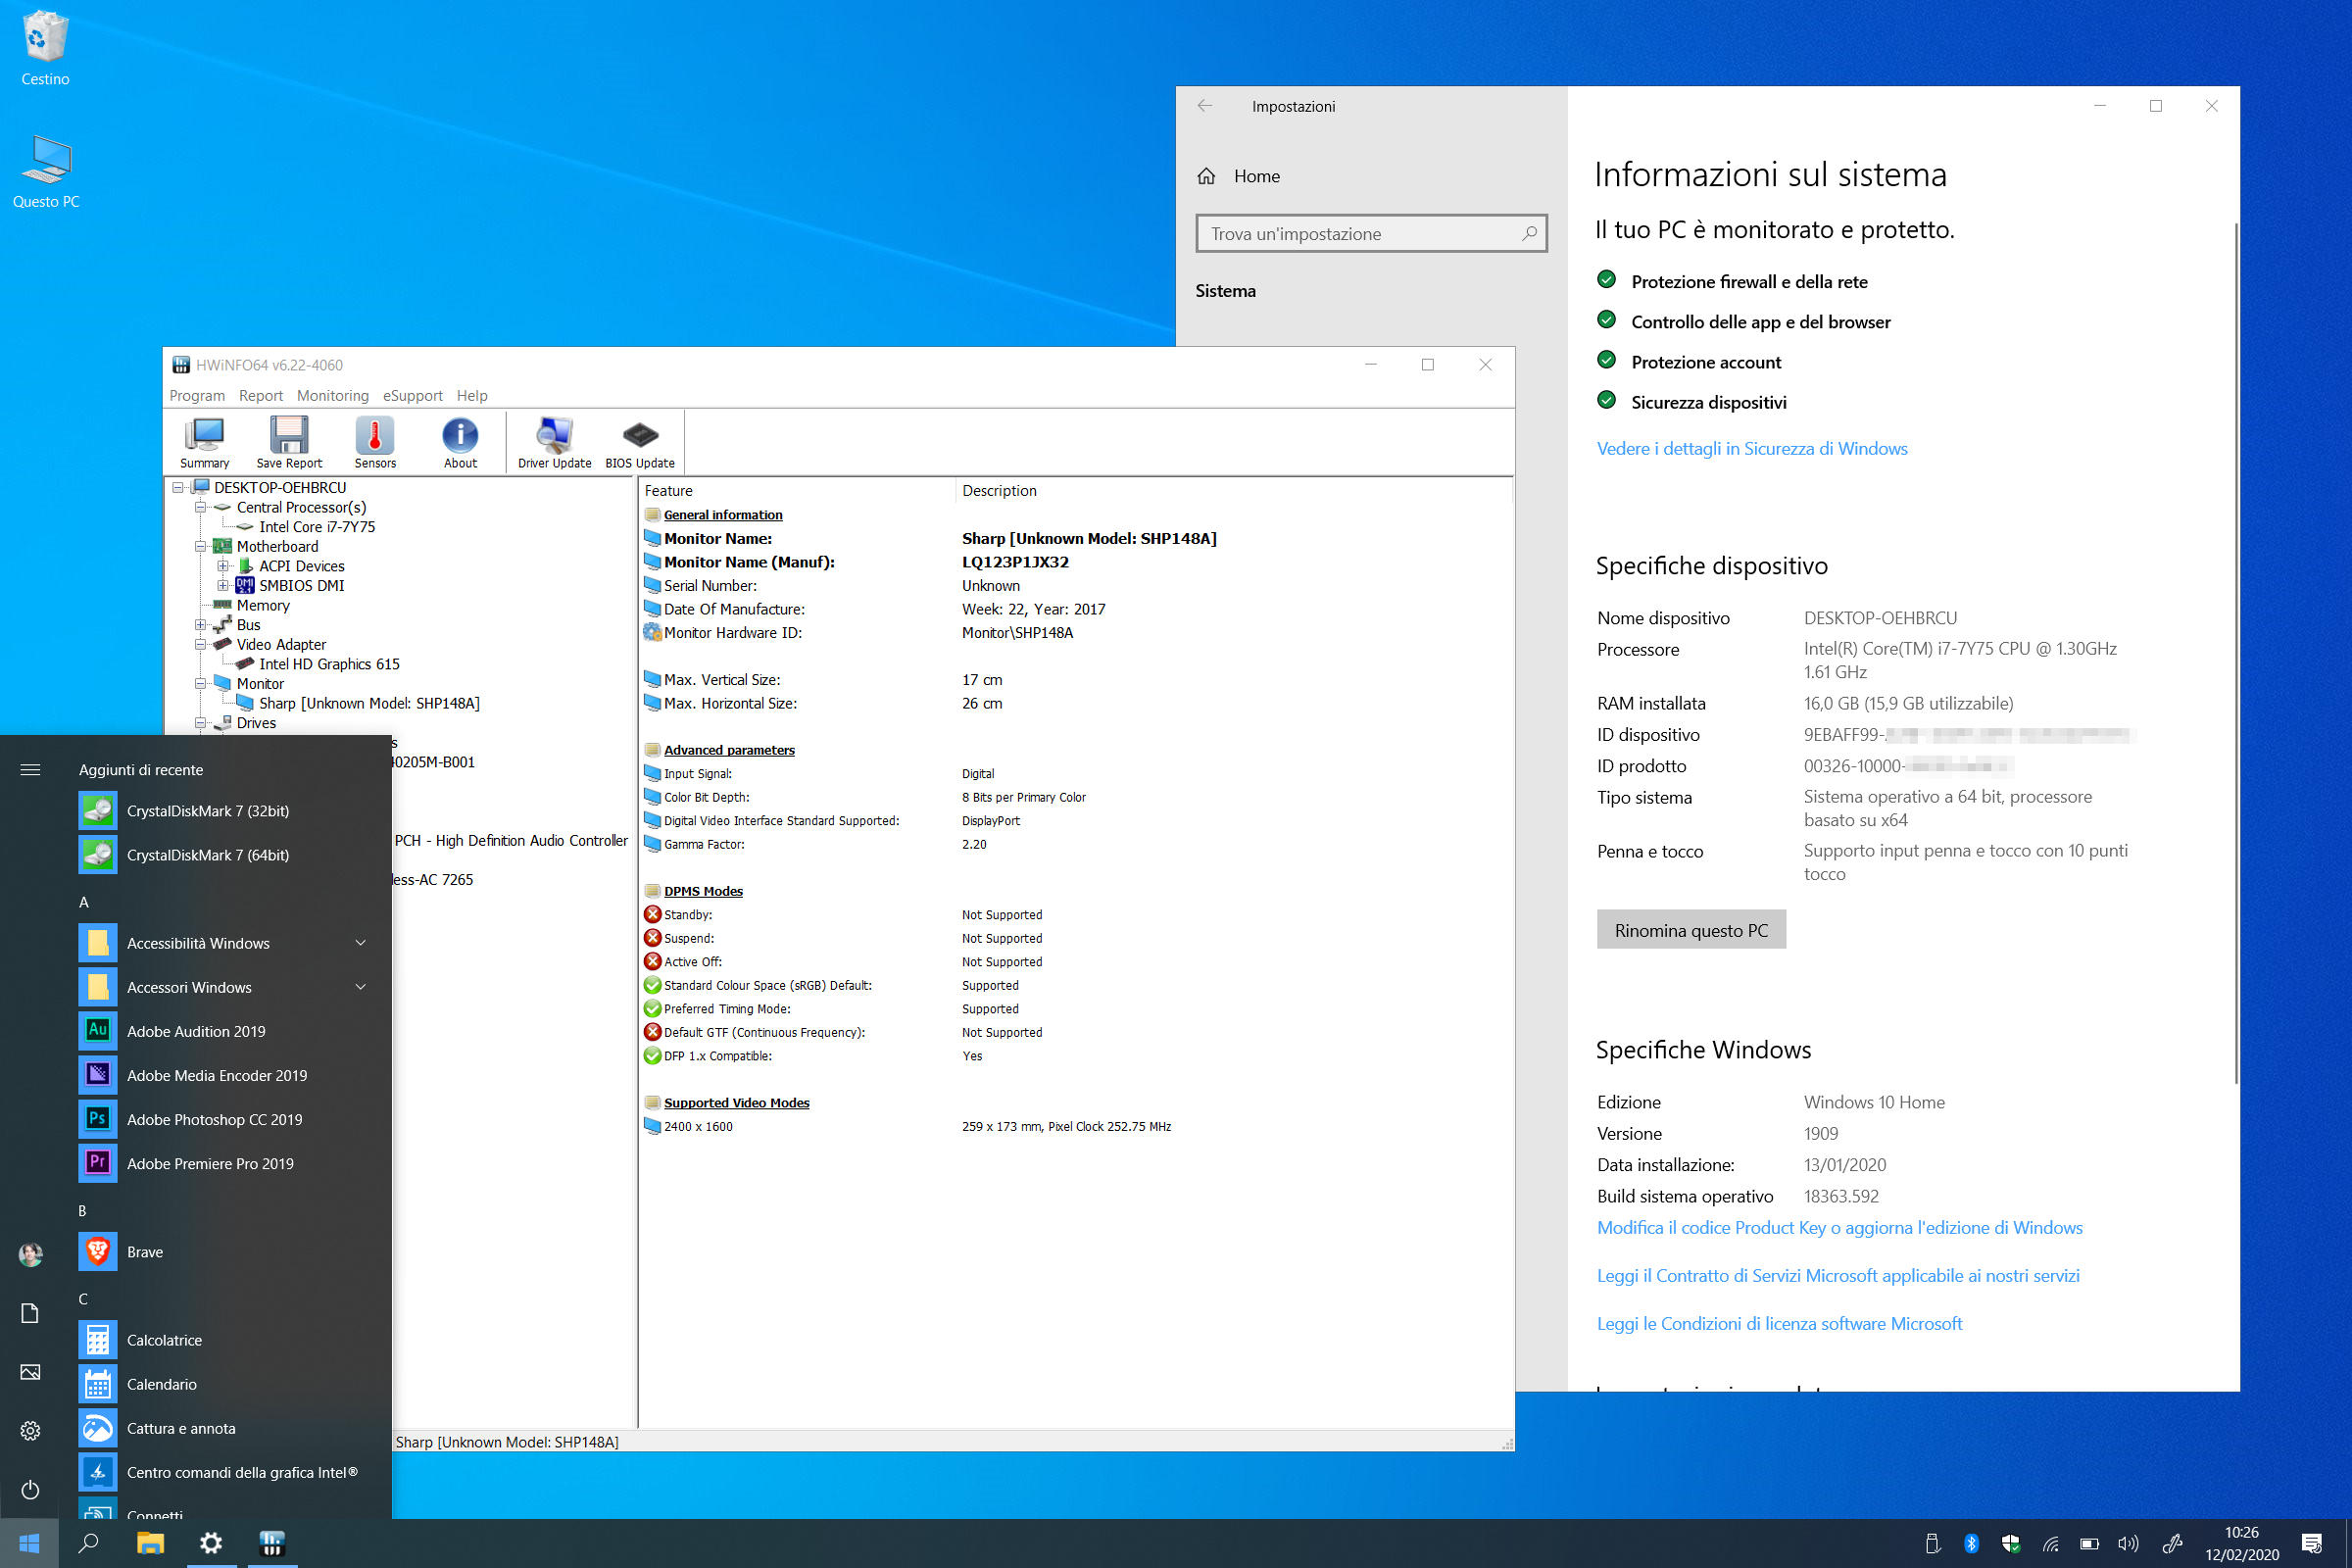 Cestino
Questo PC
Impostazioni
Home
Trova un'impostazione
Sistema
Informazioni sul sistema
Il tuo PC è monitorato e protetto.
Protezione firewall e della rete
Controllo delle app e del browser
Protezione account
Sicurezza dispositivi
Vedere i dettagli in Sicurezza di Windows
Specifiche dispositivo
Nome dispositivo DESKTOP-OEHBRCU
Processore Intel(R) Core(TM) i7-7Y75 CPU @ 1.30GHz
1.61 GHz
RAM installata 16,0 GB (15,9 GB utilizzabile)
ID dispositivo 9EBAFF99-
ID prodotto 00326-10000-
Tipo sistema Sistema operativo a 64 bit, processore
basato su x64
Penna e tocco Supporto input penna e tocco con 10 punti
tocco
Rinomina questo PC
Specifiche Windows
Edizione Windows 10 Home
Versione 1909
Data installazione: 13/01/2020
Build sistema operativo 18363.592
Modifica il codice Product Key o aggiorna l'edizione di Windows
Leggi il Contratto di Servizi Microsoft applicabile ai nostri servizi
Leggi le Condizioni di licenza software Microsoft
HWiNFO64 v6.22-4060
Program Report Monitoring eSupport Help
Summary Save Report Sensors About Driver Update BIOS Update
DESKTOP-OEHBRCU
Central Processor(s)
Intel Core i7-7Y75
Motherboard
ACPI Devices
DMI 2.1 SMBIOS DMI
Memory
Bus
Video Adapter
Intel HD Graphics 615
Monitor
Sharp [Unknown Model: SHP148A]
Drives
s
40205M-B001
PCH - High Definition Audio Controller
less-AC 7265
Feature Description
General information
Monitor Name: Sharp [Unknown Model: SHP148A]
Monitor Name (Manuf): LQ123P1JX32
Serial Number: Unknown
Date Of Manufacture: Week: 22, Year: 2017
Monitor Hardware ID: Monitor\SHP148A
Max. Vertical Size: 17 cm
Max. Horizontal Size: 26 cm
Advanced parameters
Input Signal: Digital
Color Bit Depth: 8 Bits per Primary Color
Digital Video Interface Standard Supported: DisplayPort
Gamma Factor: 2.20
DPMS Modes
Standby: Not Supported
Suspend: Not Supported
Active Off: Not Supported
Standard Colour Space (sRGB) Default: Supported
Preferred Timing Mode: Supported
Default GTF (Continuous Frequency): Not Supported
DFP 1.x Compatible: Yes
Supported Video Modes
2400 x 1600 259 x 173 mm, Pixel Clock 252.75 MHz
Sharp [Unknown Model: SHP148A]
Aggiunti di recente
CrystalDiskMark 7 (32bit)
CrystalDiskMark 7 (64bit)
A
Accessibilità Windows
Accessori Windows
Au Adobe Audition 2019
Adobe Media Encoder 2019
Ps Adobe Photoshop CC 2019
Pr Adobe Premiere Pro 2019
B
Brave
C
Calcolatrice
Calendario
Cattura e annota
Centro comandi della grafica Intel®
Connetti
10:26
12/02/2020